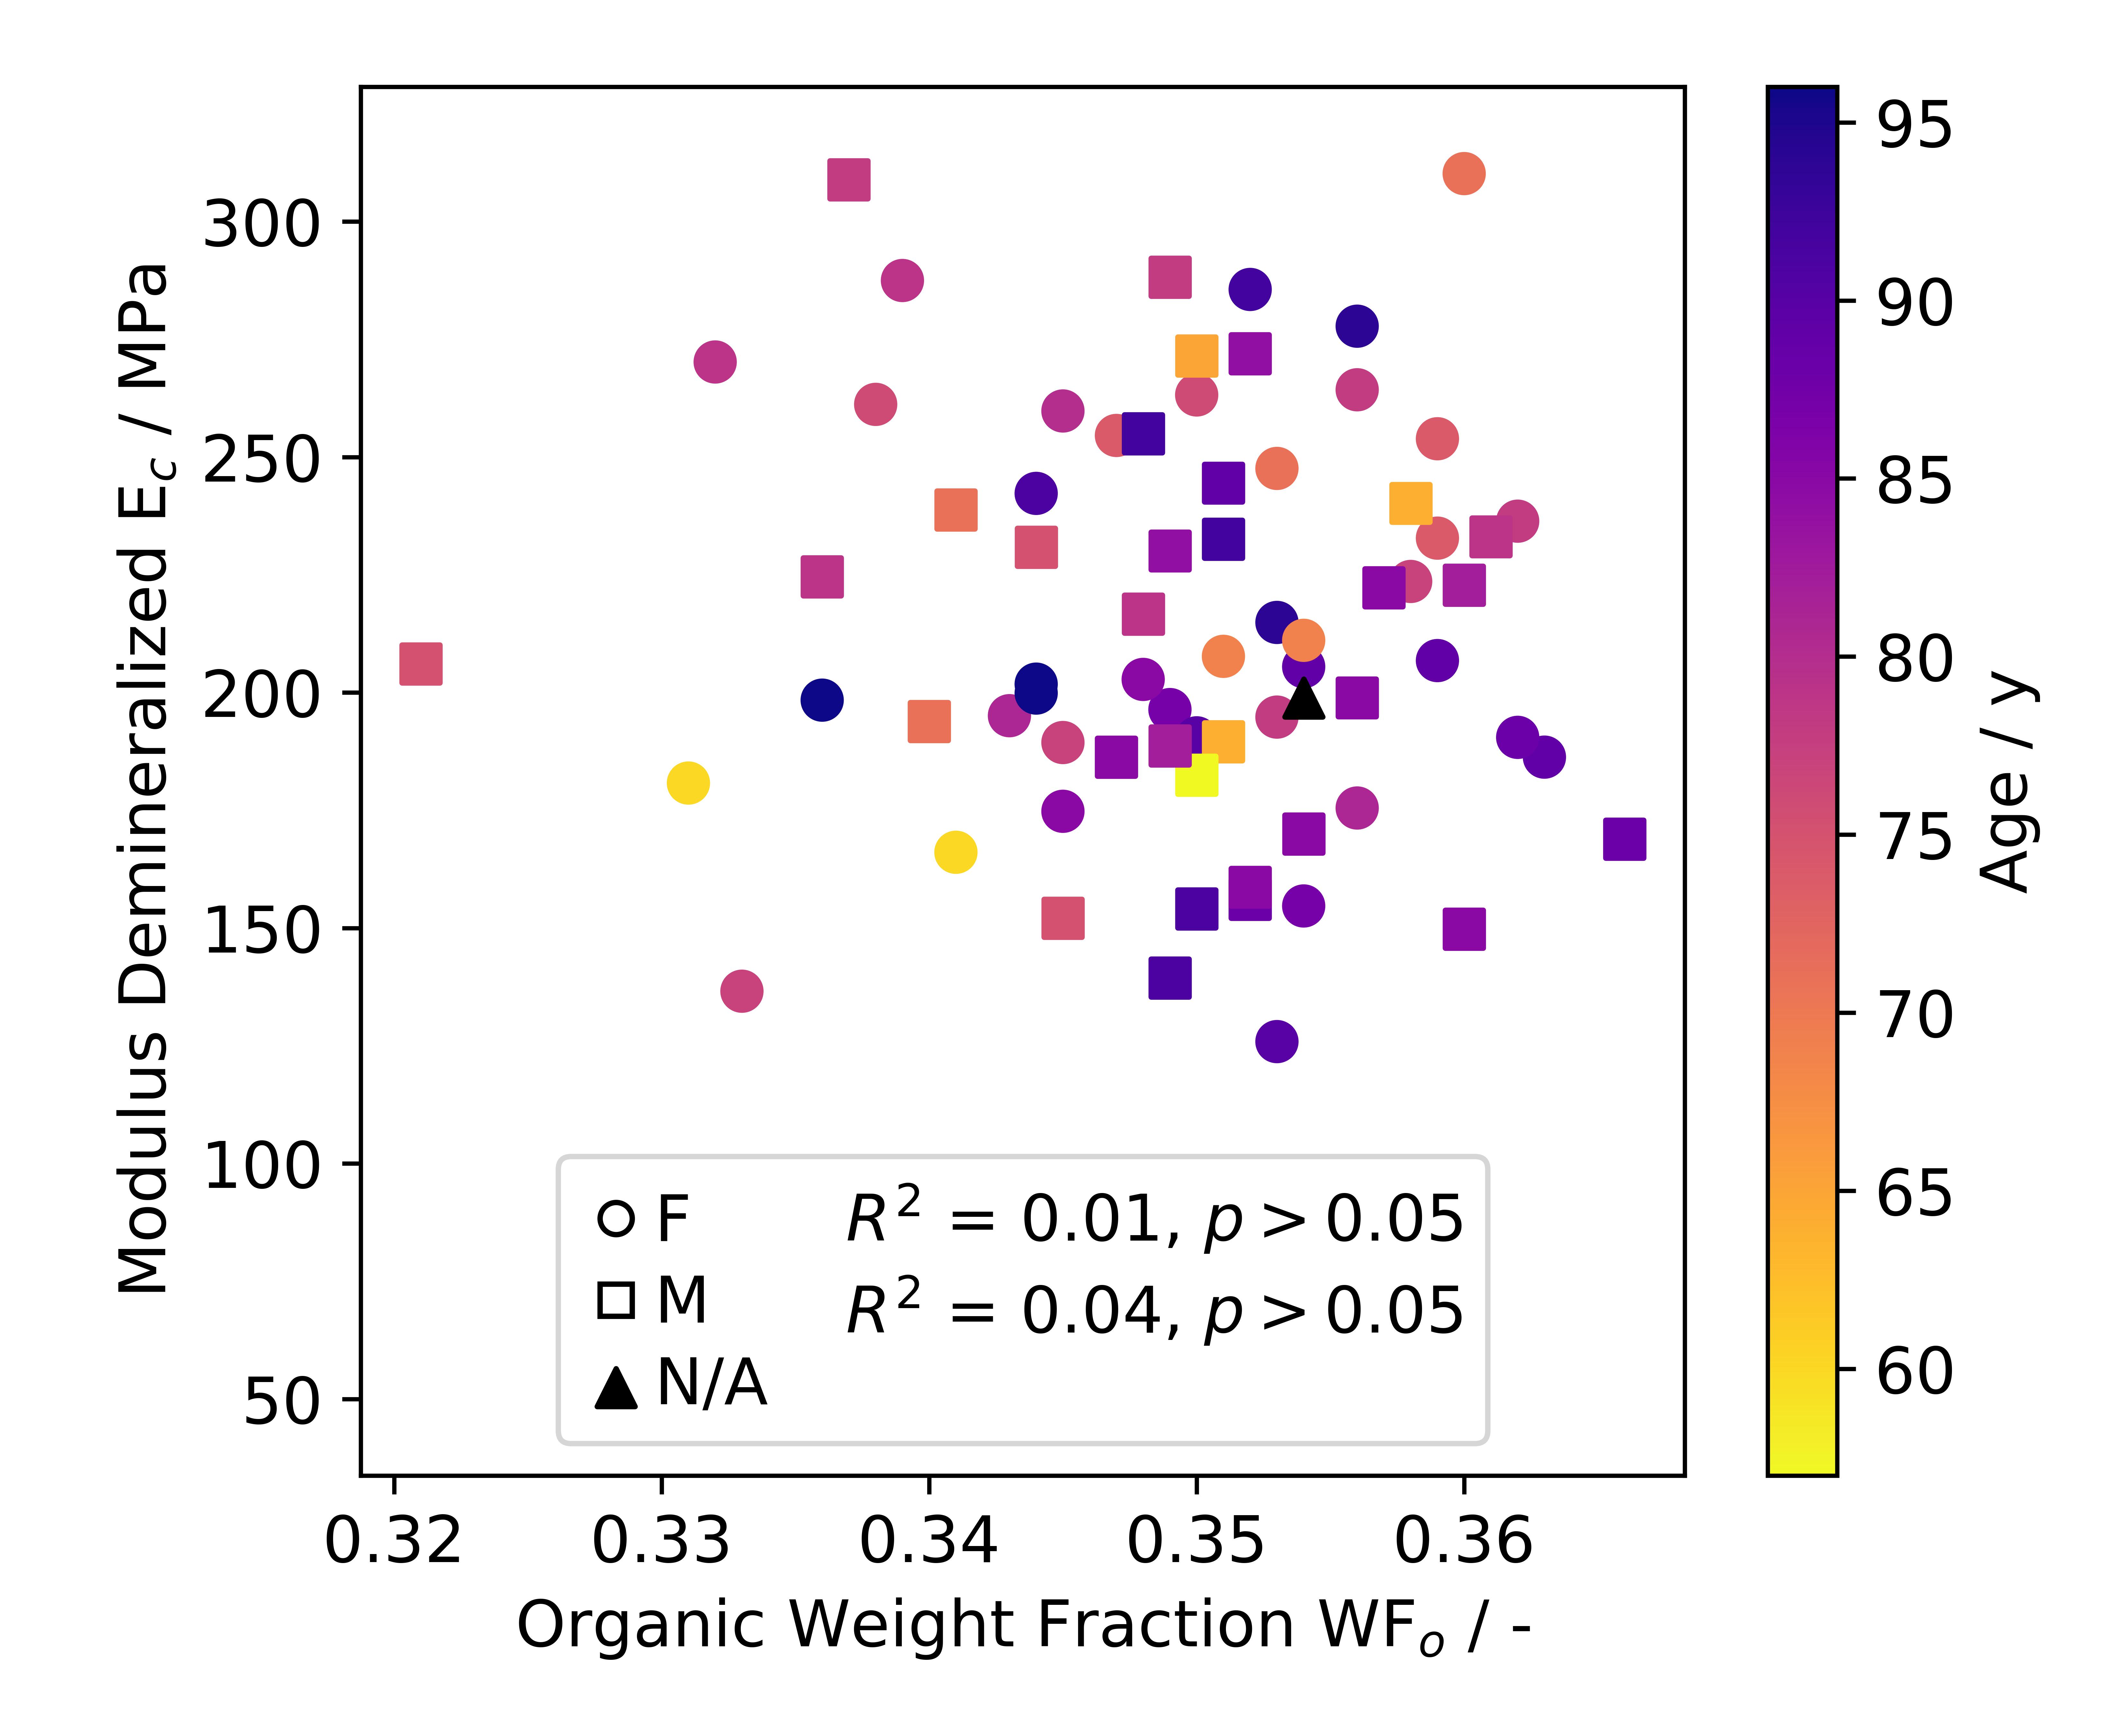 Modulus Demineralized E_c / MPa
300
250
200
150
100
50
F R² = 0.01, p > 0.05
M R² = 0.04, p > 0.05
N/A
0.32 0.33 0.34 0.35 0.36
Organic Weight Fraction WF_o / -
95
90
85
80
75
70
65
60
Age / y